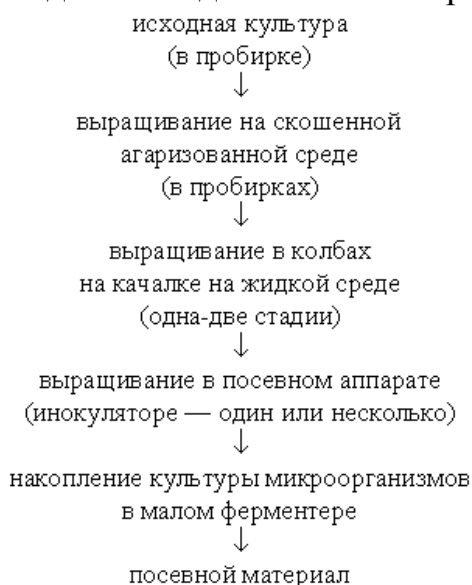 исходная культура
(в пробирке)
↓
выращивание на скошенной
агаризованной среде
(в пробирках)
↓
выращивание в колбах
на качалке на жидкой среде
(одна-две стадии)
↓
выращивание в посевном аппарате
(инокуляторе — один или несколько)
↓
накопление культуры микроорганизмов
в малом ферментере
↓
посевной материал